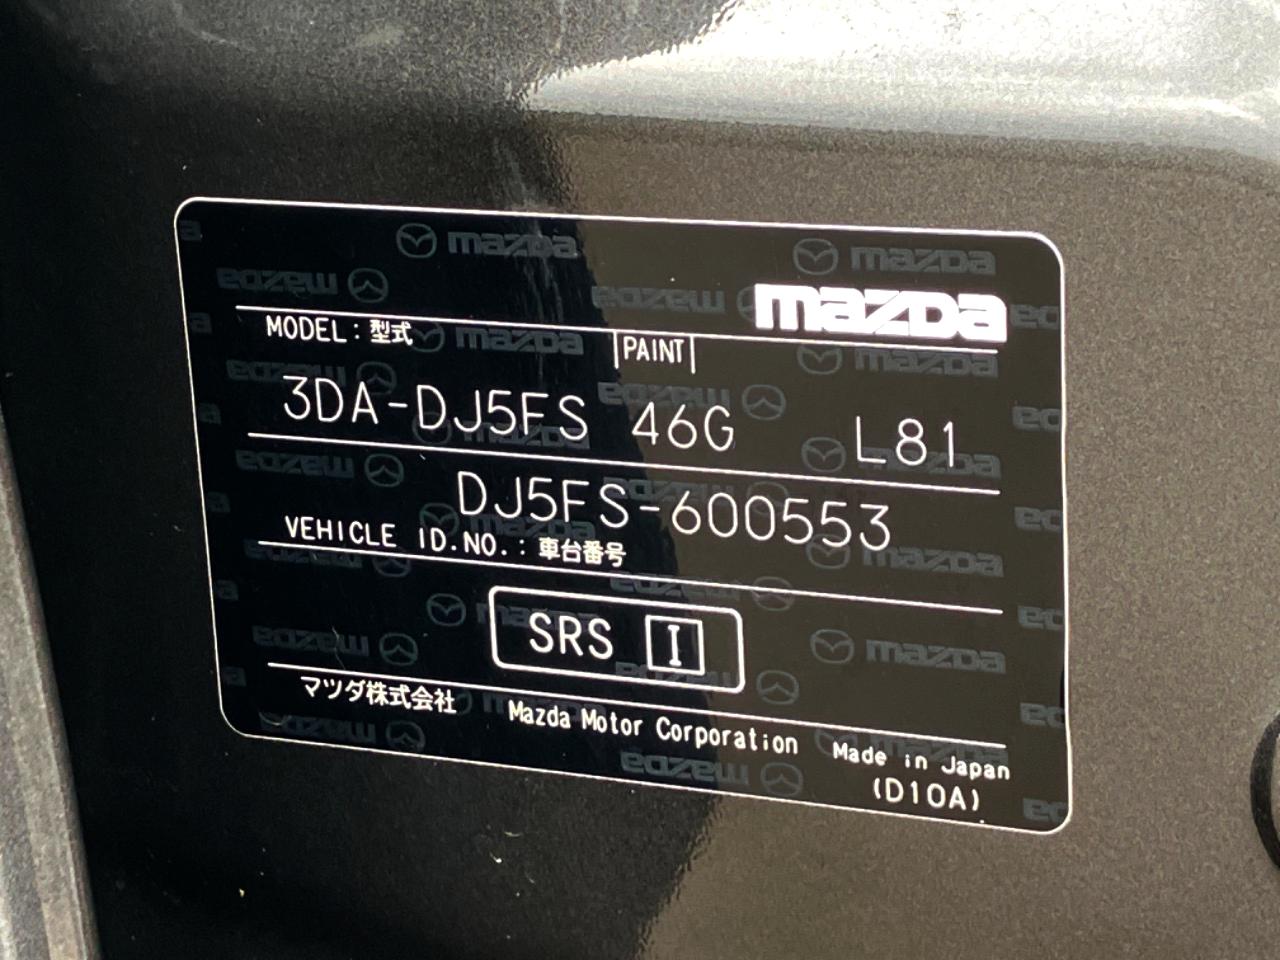 mazda
MODEL：型式 PAINT
3DA-DJ5FS 46G L81
DJ5FS-600553
VEHICLE ID.NO.：車台番号
SRS I
マツダ株式会社 Mazda Motor Corporation Made in Japan
(D10A)